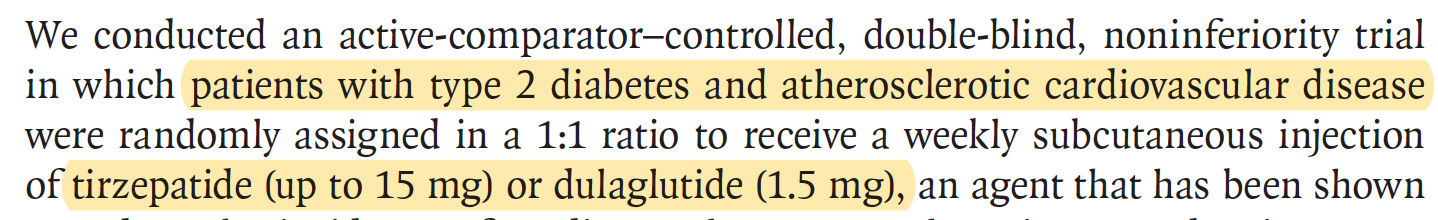 We conducted an active-comparator–controlled, double-blind, noninferiority trial
in which patients with type 2 diabetes and atherosclerotic cardiovascular disease
were randomly assigned in a 1:1 ratio to receive a weekly subcutaneous injection
of tirzepatide (up to 15 mg) or dulaglutide (1.5 mg), an agent that has been shown